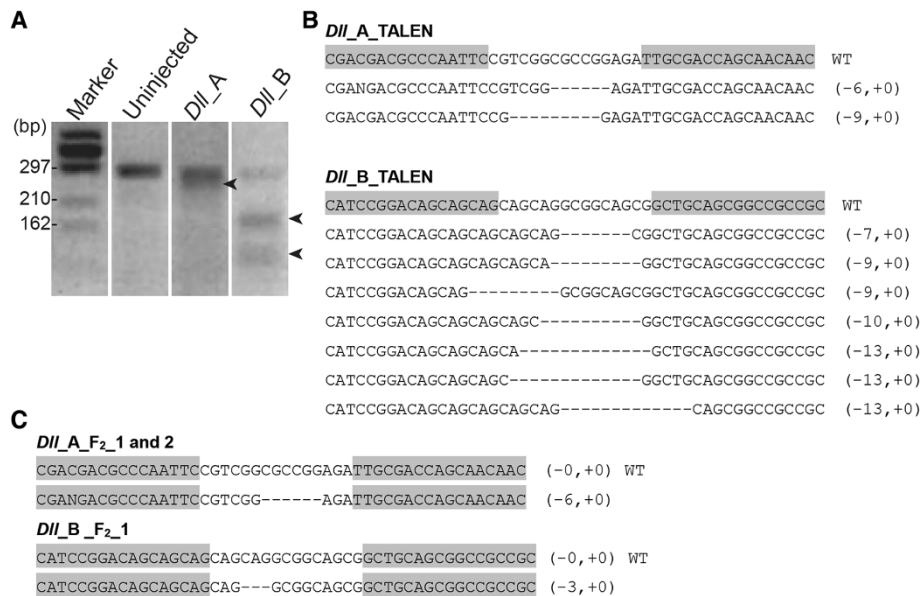 A
Marker
Uninjected
Dll_A
Dll_B
(bp)
297
210
162
B
Dll_A_TALEN
CGACGACGCCCAATTCCGTCGGCGCCGGAGATTGCGACCAGCAACAAC WT
CGANGACGCCCAATTCCGTCGG------AGATTGCGACCAGCAACAAC (-6,+0)
CGACGACGCCCAATTCCG---------GAGATTGCGACCAGCAACAAC (-9,+0)
Dll_B_TALEN
CATCCGGACAGCAGCAGCAGCAGGCGGCAGCGGCTGCAGCGGCCGCCGC WT
CATCCGGACAGCAGCAGCAGCAG-------CGGCTGCAGCGGCCGCCGC (-7,+0)
CATCCGGACAGCAGCAGCAGCA---------GGCTGCAGCGGCCGCCGC (-9,+0)
CATCCGGACAGCAG---------GCGGCAGCGGCTGCAGCGGCCGCCGC (-9,+0)
CATCCGGACAGCAGCAGCAGC----------GGCTGCAGCGGCCGCCGC (-10,+0)
CATCCGGACAGCAGCAGCA-------------GCTGCAGCGGCCGCCGC (-13,+0)
CATCCGGACAGCAGCAGC-------------GGCTGCAGCGGCCGCCGC (-13,+0)
CATCCGGACAGCAGCAGCAGCAG-------------CAGCGGCCGCCGC (-13,+0)
C
Dll_A_F2_1 and 2
CGACGACGCCCAATTCCGTCGGCGCCGGAGATTGCGACCAGCAACAAC (-0,+0) WT
CGANGACGCCCAATTCCGTCGG------AGATTGCGACCAGCAACAAC (-6,+0)
Dll_B _F2_1
CATCCGGACAGCAGCAGCAGCAGGCGGCAGCGGCTGCAGCGGCCGCCGC (-0,+0) WT
CATCCGGACAGCAGCAGCAG---GCGGCAGCGGCTGCAGCGGCCGCCGC (-3,+0)